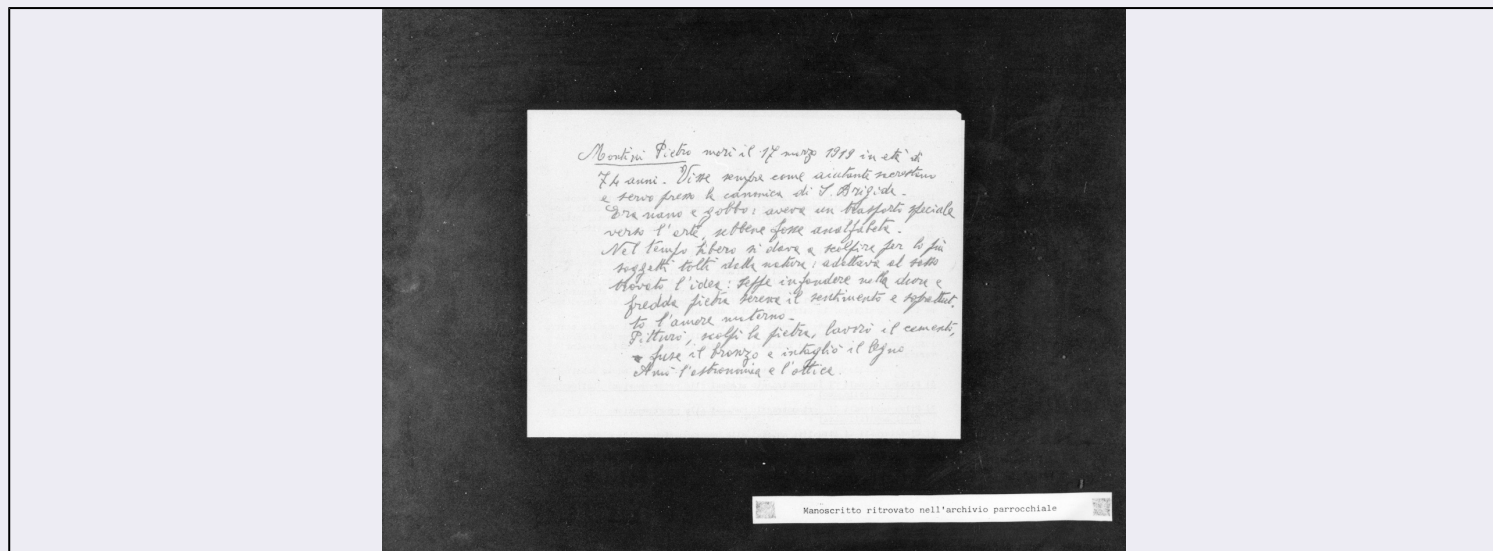 Montini Pietro morì il 17 marzo 1919 in età di
74 anni. Visse sempre come aiutante sacrestano
e servo presso la canonica di S. Brigida.
Era nano e gobbo: aveva un trasporto speciale
verso l'arte, sebbene fosse analfabeta.
Nel tempo libero si dava a scolpire per lo più
soggetti tolti dalla natura: adattava al sasso
trovato l'idea: seppe infondere nella dura e
fredda pietra serena il sentimento e soprattut-
to l'amore materno.
Pitturò, scolpì la pietra, lavorò il cemento,
fuse il bronzo e intagliò il legno
Amò l'astronomia e l'ottica.
Manoscritto ritrovato nell'archivio parrocchiale